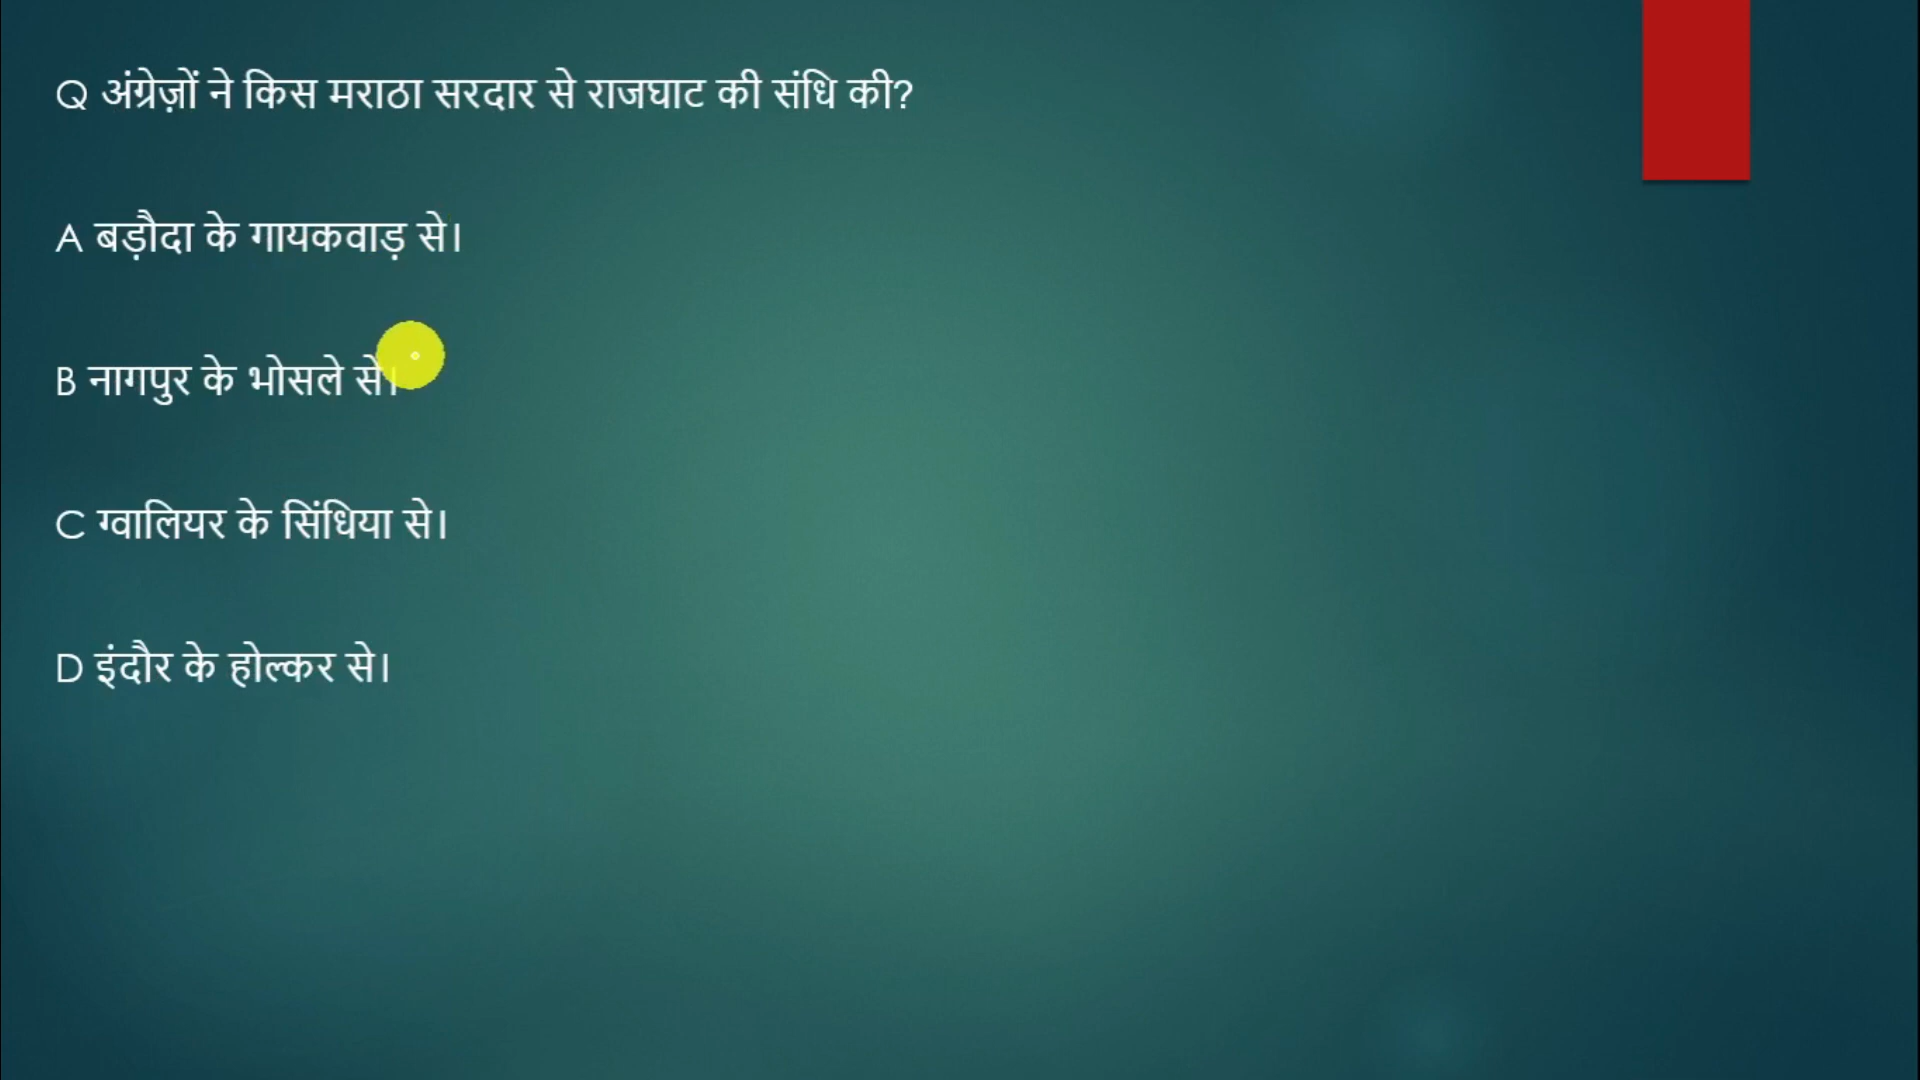 Q अंग्रेज़ों ने किस मराठा सरदार से राजघाट की संधि की?
A बड़ौदा के गायकवाड़ से।
B नागपुर के भोसले से।
C ग्वालियर के सिंधिया से।
D इंदौर के होल्कर से।